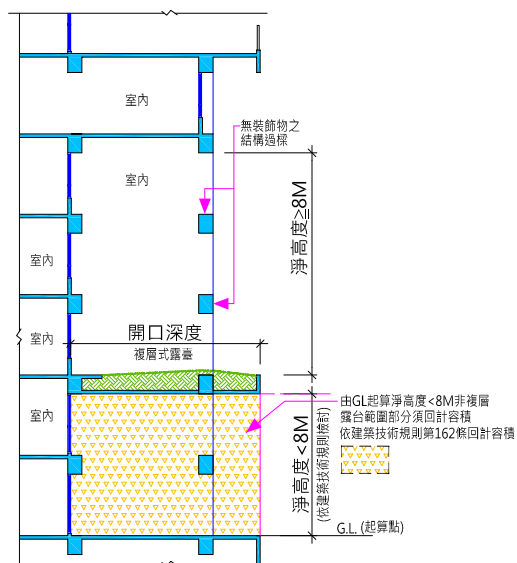 室內
無裝飾物之
結構過樑
室內
淨高度≧8M
室內
開口深度
複層式露臺
室內
由GL起算淨高度<8M非複層
露台範圍部分須回計容積
依建築技術規則第162條回計容積
室內
淨高度<8M
(依建築技術規則檢討)
G.L. (起算點)